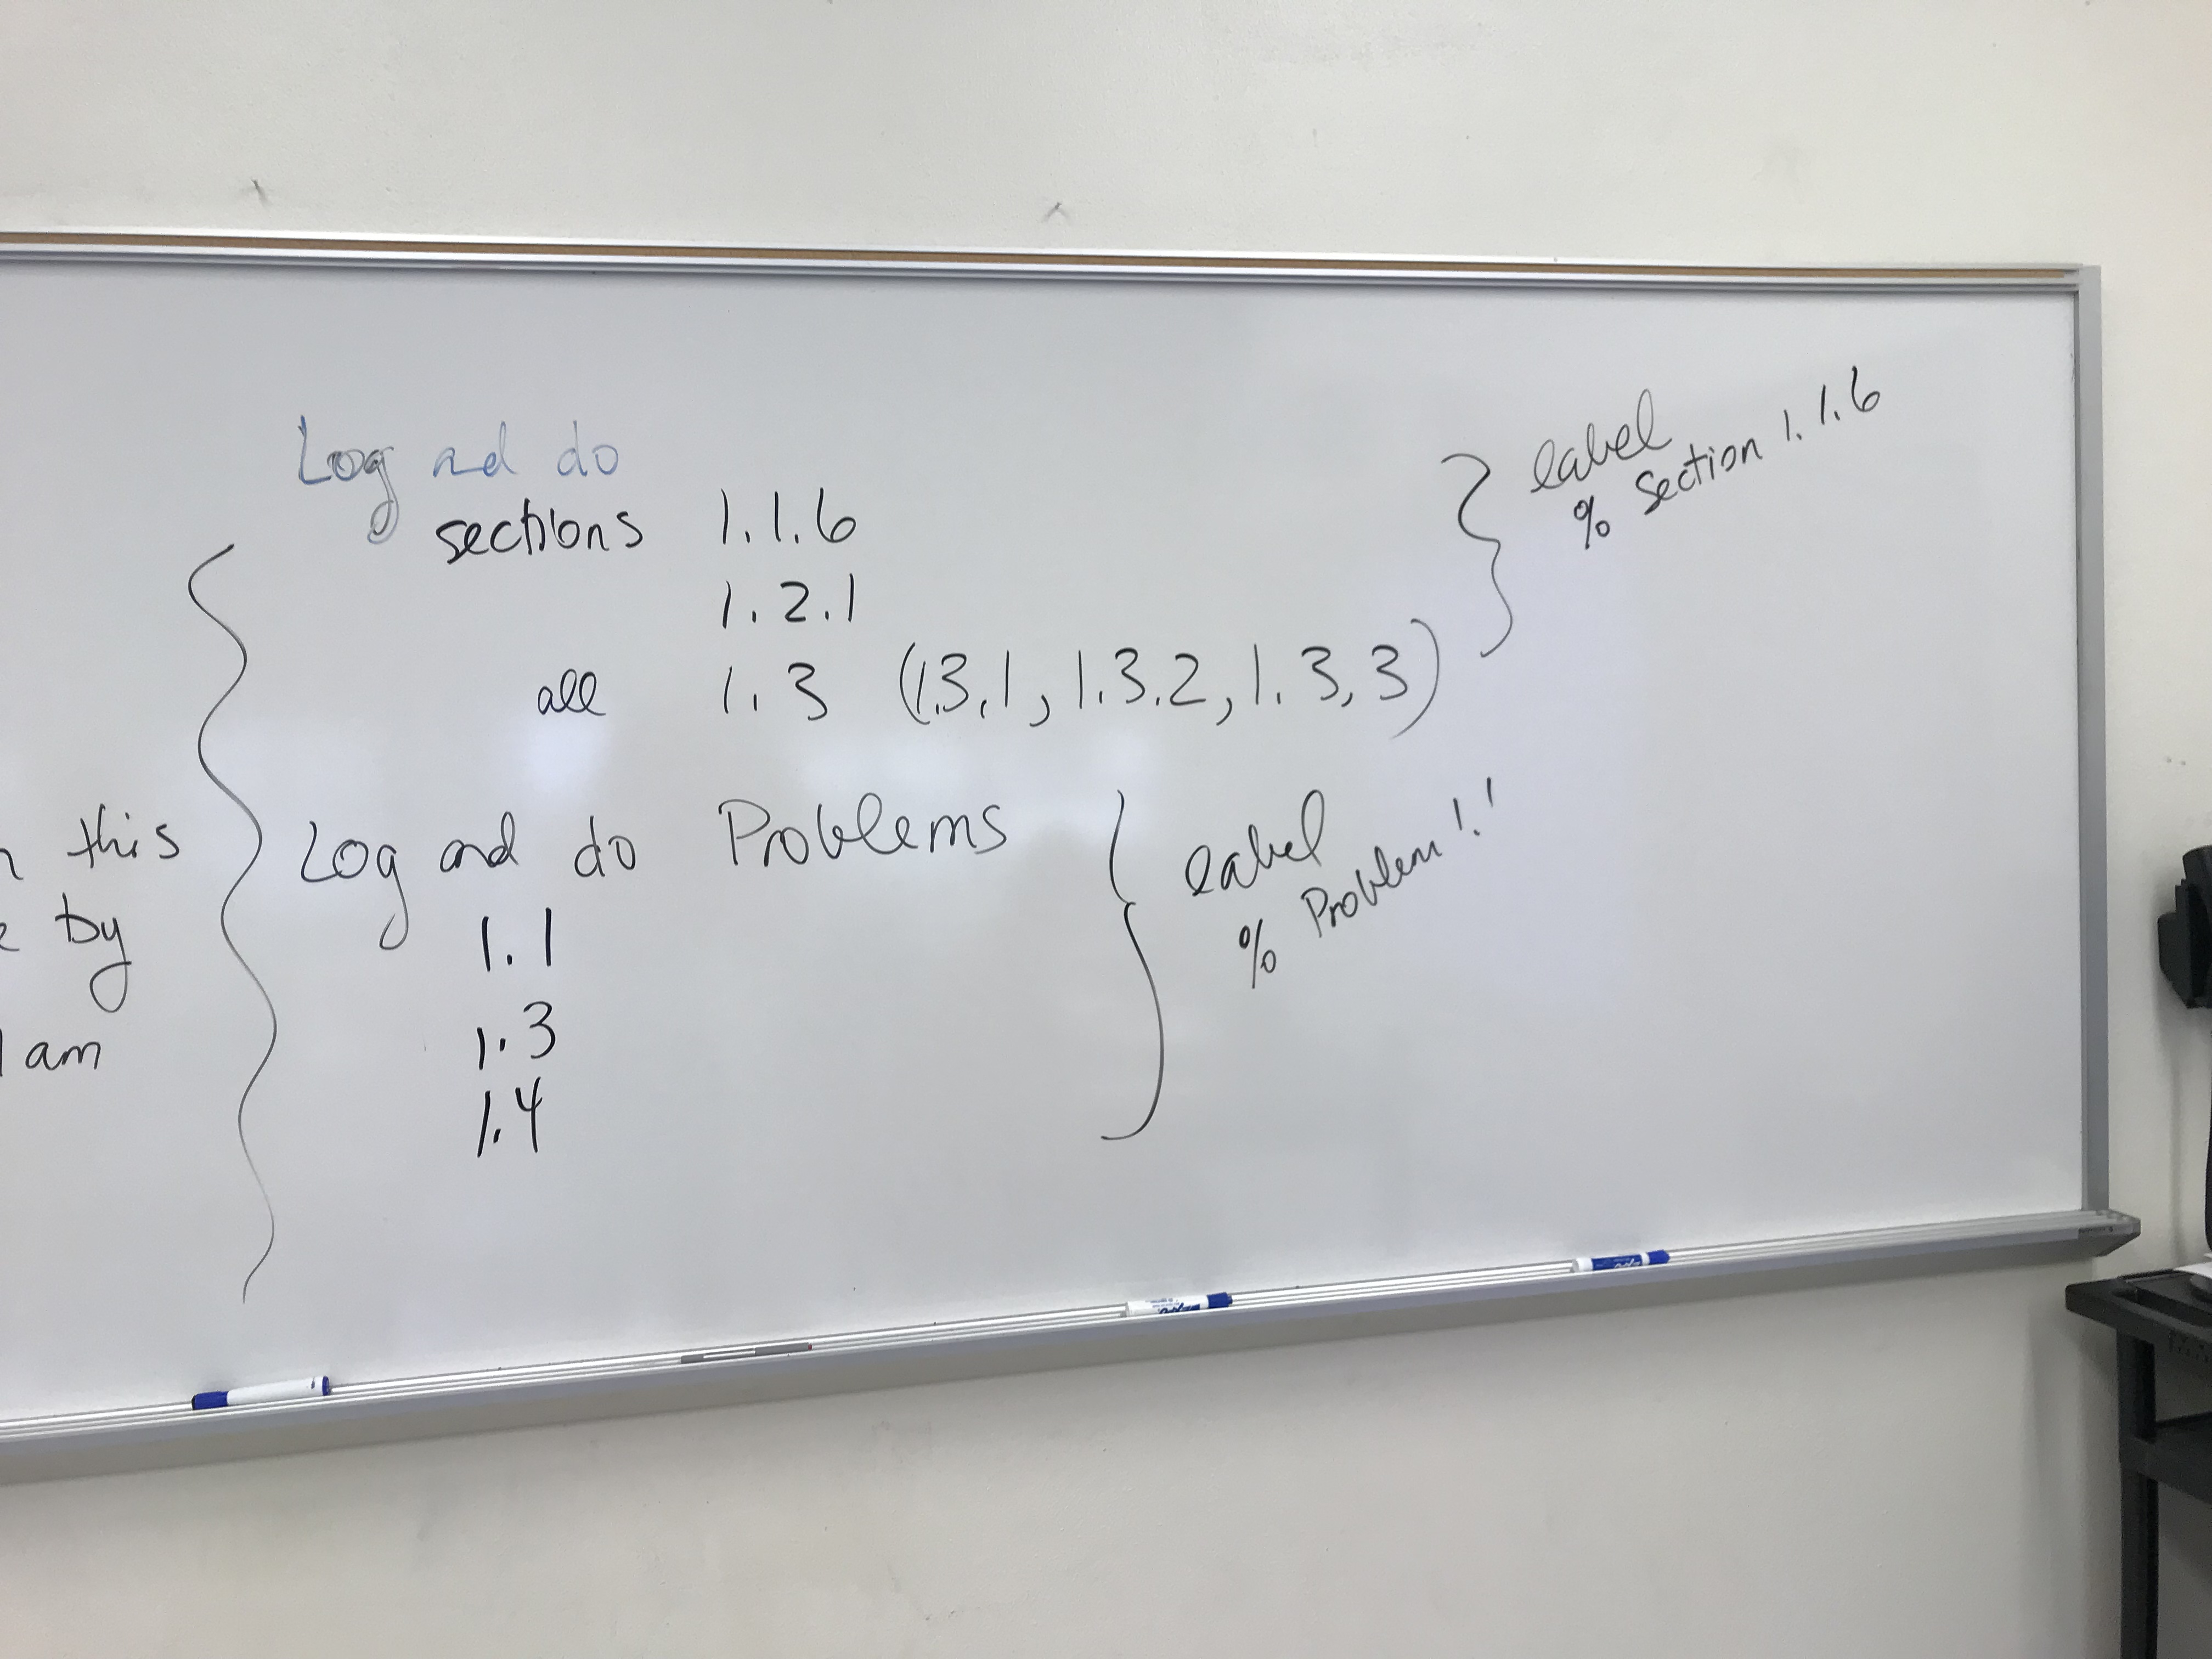 Log and do
sections 1.1.6
1.2.1
all 1.3 (1.3.1, 1.3.2, 1.3,3)
label
% Section 1.1.6
this
by
am
Log and do Problems
1.1
1.3
1.4
label
% Problem 1.1